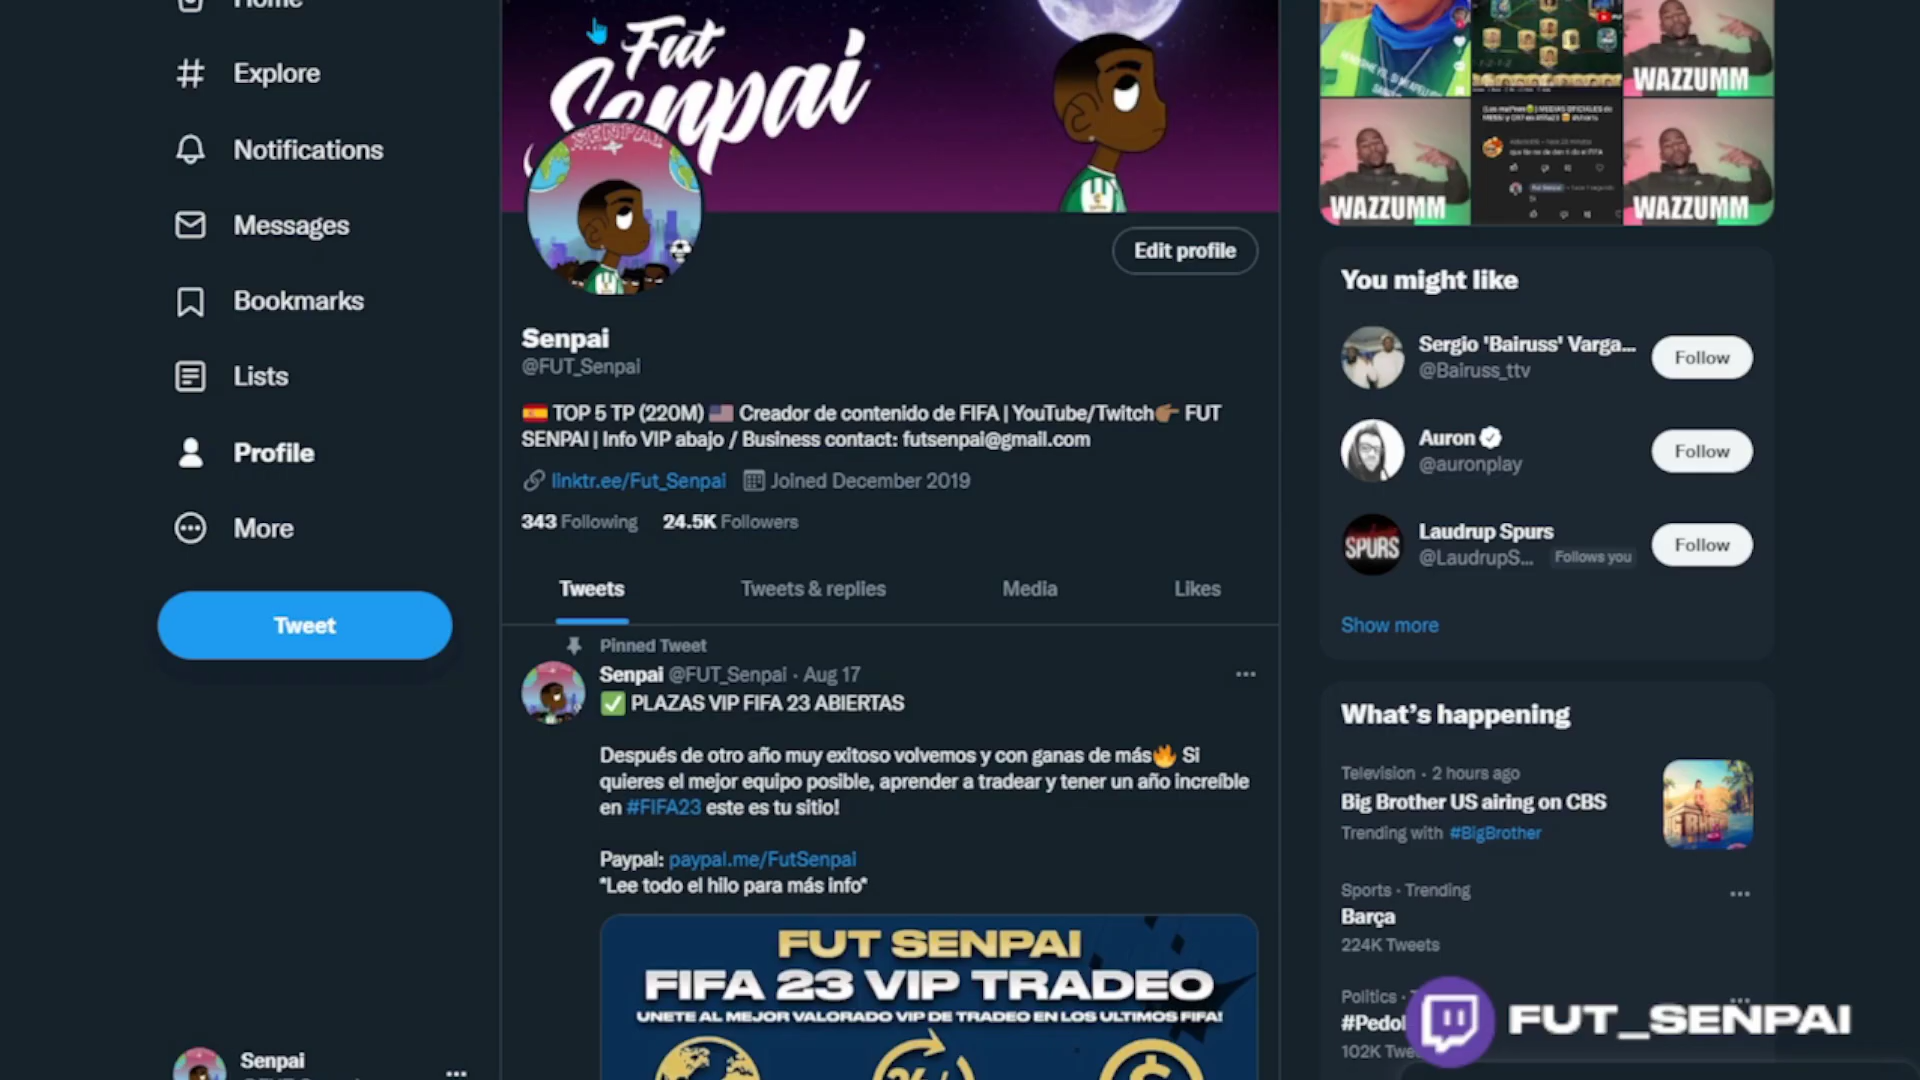 Home
Explore
Notifications
Messages
Bookmarks
Lists
Profile
More
Tweet
Senpai
Fut
Senpai
SENPAI
Edit profile
Senpai
@FUT_Senpai
TOP 5 TP (220M) Creador de contenido de FIFA | YouTube/Twitch FUT
SENPAI | Info VIP abajo / Business contact: futsenpai@gmail.com
linktr.ee/Fut_Senpai Joined December 2019
343 Following 24.5K Followers
Tweets Tweets & replies Media Likes
Pinned Tweet
Senpai @FUT_Senpai · Aug 17
✅ PLAZAS VIP FIFA 23 ABIERTAS
Después de otro año muy exitoso volvemos y con ganas de más🔥 Si
quieres el mejor equipo posible, aprender a tradear y tener un año increíble
en #FIFA23 este es tu sitio!
Paypal: paypal.me/FutSenpai
*Lee todo el hilo para más info*
FUT SENPAI
FIFA 23 VIP TRADEO
UNETE AL MEJOR VALORADO VIP DE TRADEO EN LOS ULTIMOS FIFA!
WAZZUMM
WAZZUMM
WAZZUMM
You might like
Sergio 'Bairuss' Varga...
@Bairuss_ttv
Follow
Auron
@auronplay
Follow
SPURS
Laudrup Spurs
@LaudrupS... Follows you
Follow
Show more
What's happening
Television · 2 hours ago
Big Brother US airing on CBS
Trending with #BigBrother
Sports · Trending
Barça
224K Tweets
Politics ·
#Pedo
102K Twe
FUT_SENPAI